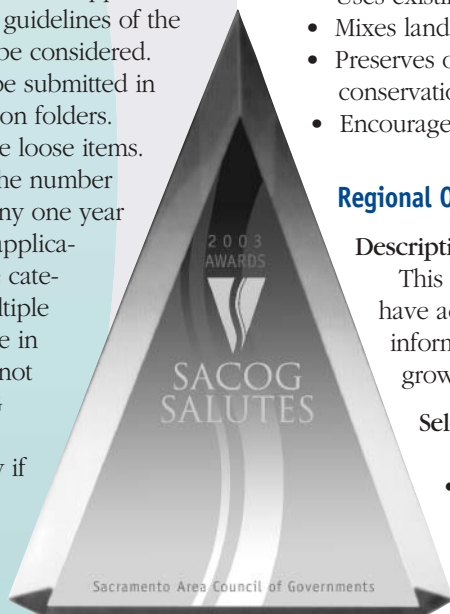 guidelines of the
be considered.
be submitted in
on folders.
e loose items.
he number
ny one year
applica-
cate-
ltiple
e in
not
y if
• Mixes land
• Preserves o
conservatio
• Encourage
Regional O
Descripti
This
have ac
inform
grow
Sel
•
2003
AWARDS
SACOG
SALUTES
Sacramento Area Council of Governments